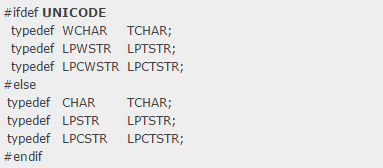 #ifdef UNICODE
typedef WCHAR TCHAR;
typedef LPWSTR LPTSTR;
typedef LPCWSTR LPCTSTR;
#else
typedef CHAR TCHAR;
typedef LPSTR LPTSTR;
typedef LPCSTR LPCTSTR;
#endif